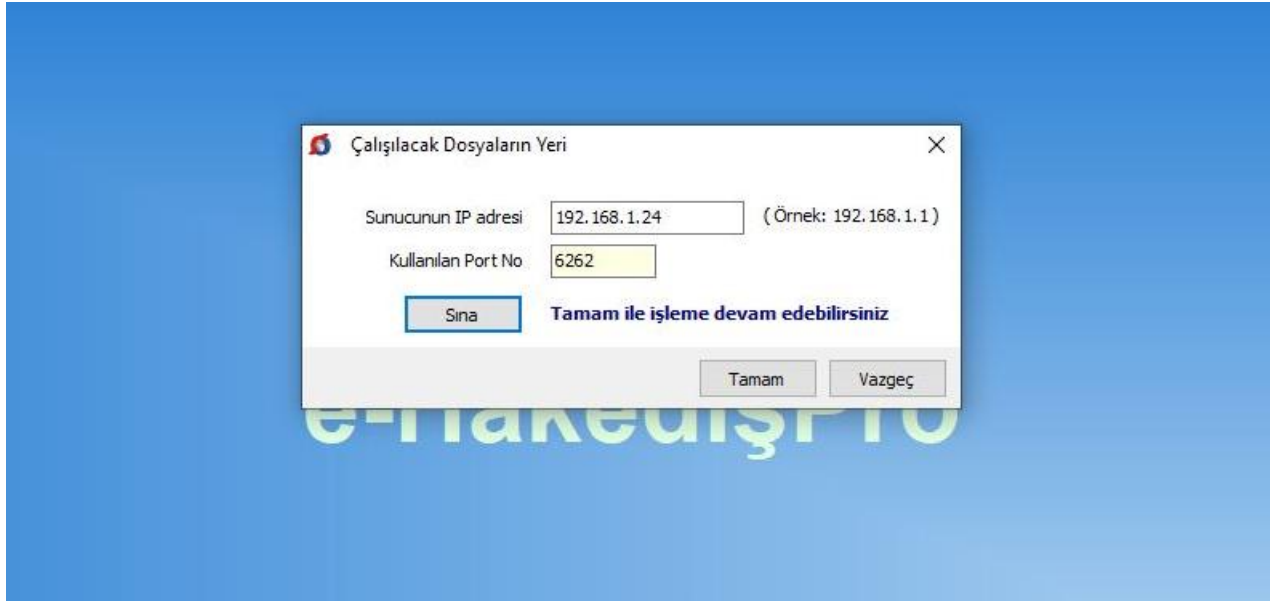 Çalışılacak Dosyaların Yeri
Sunucunun IP adresi 192.168.1.24 ( Örnek: 192.168.1.1 )
Kullanılan Port No 6262
Sına Tamam ile işleme devam edebilirsiniz
Tamam Vazgeç
e-HakedişPro